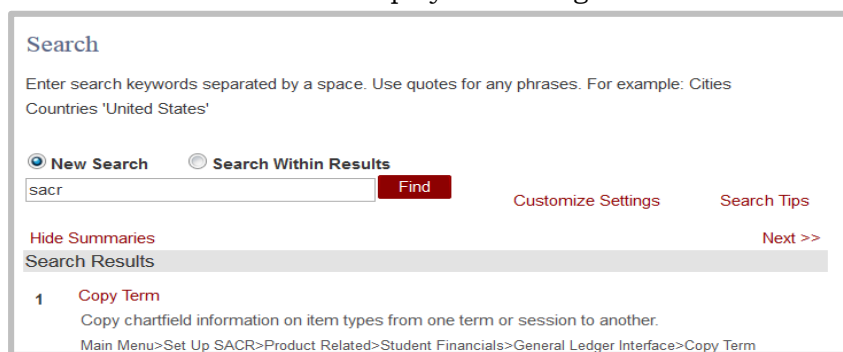 Search
Enter search keywords separated by a space. Use quotes for any phrases. For example: Cities
Countries 'United States'
New Search Search Within Results
sacr Find Customize Settings Search Tips
Hide Summaries Next >>
Search Results
1 Copy Term
Copy chartfield information on item types from one term or session to another.
Main Menu>Set Up SACR>Product Related>Student Financials>General Ledger Interface>Copy Term